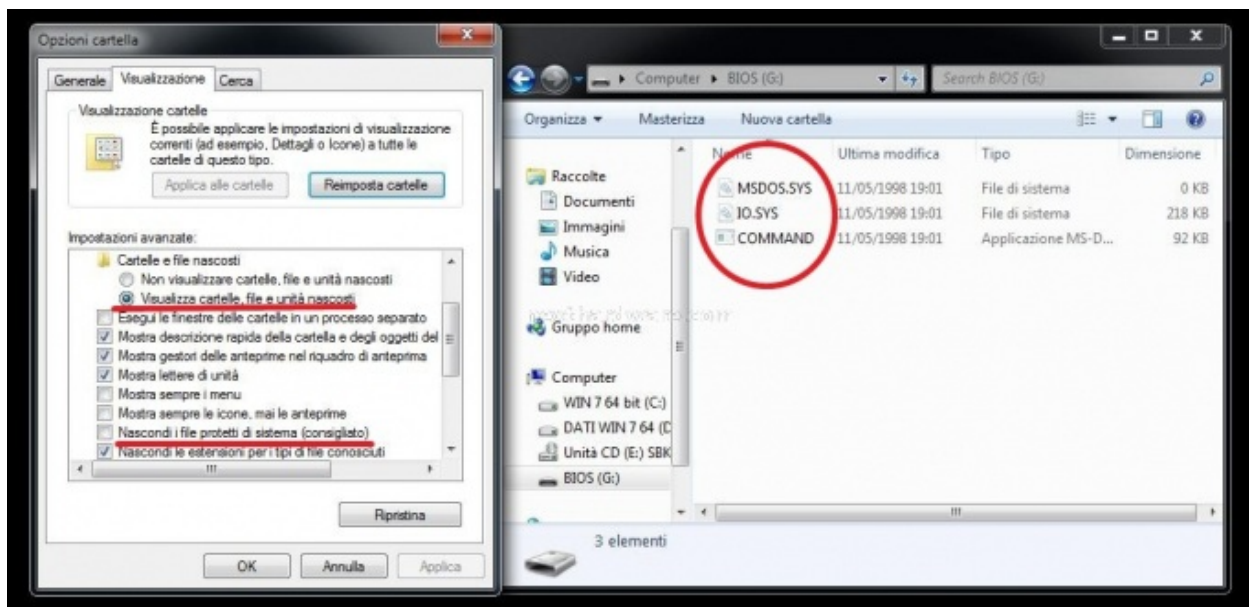 Opzioni cartella
Generale Visualizzazione Cerca
Visualizzazione cartelle
È possibile applicare le impostazioni di visualizzazione
correnti (ad esempio, Dettagli o Icone) a tutte le
cartelle di questo tipo.
Applica alle cartelle Reimposta cartelle
Impostazioni avanzate:
Cartelle e file nascosti
Non visualizzare cartelle, file e unità nascosti
Visualizza cartelle, file e unità nascosti
Esegui le finestre delle cartelle in un processo separato
Mostra descrizione rapida della cartella e degli oggetti del
Mostra gestori delle anteprime nel riquadro di anteprima
Mostra lettere di unità
Mostra sempre i menu
Mostra sempre le icone, mai le anteprime
Nascondi i file protetti di sistema (consigliato)
Nascondi le estensioni per i tipi di file conosciuti
Ripristina
OK Annulla Applica
Computer BIOS (G:) Search BIOS (G:)
Organizza Masterizza Nuova cartella
Raccolte
Documenti
Immagini
Musica
Video
Gruppo home
Computer
WIN 7 64 bit (C:)
DATI WIN 7 64 (D
Unità CD (E:) SBK
BIOS (G:)
Nome Ultima modifica Tipo Dimensione
MSDOS.SYS 11/05/1998 19:01 File di sistema 0 KB
IO.SYS 11/05/1998 19:01 File di sistema 218 KB
COMMAND 11/05/1998 19:01 Applicazione MS-D... 92 KB
3 elementi